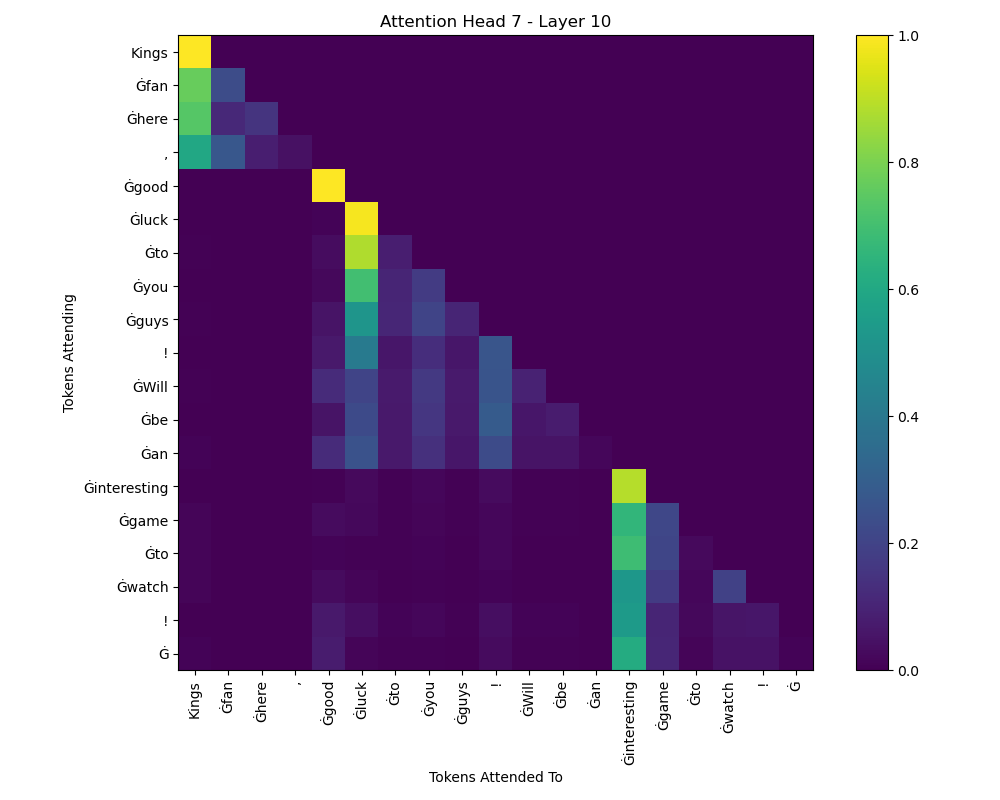 Attention Head 7 - Layer 10
Tokens Attending
Kings
Ġfan
Ġhere
,
Ġgood
Ġluck
Ġto
Ġyou
Ġguys
!
ĠWill
Ġbe
Ġan
Ġinteresting
Ġgame
Ġto
Ġwatch
!
Ġ
Kings
Ġfan
Ġhere
,
Ġgood
Ġluck
Ġto
Ġyou
Ġguys
!
ĠWill
Ġbe
Ġan
Ġinteresting
Ġgame
Ġto
Ġwatch
!
Ġ
Tokens Attended To
1.0
0.8
0.6
0.4
0.2
0.0